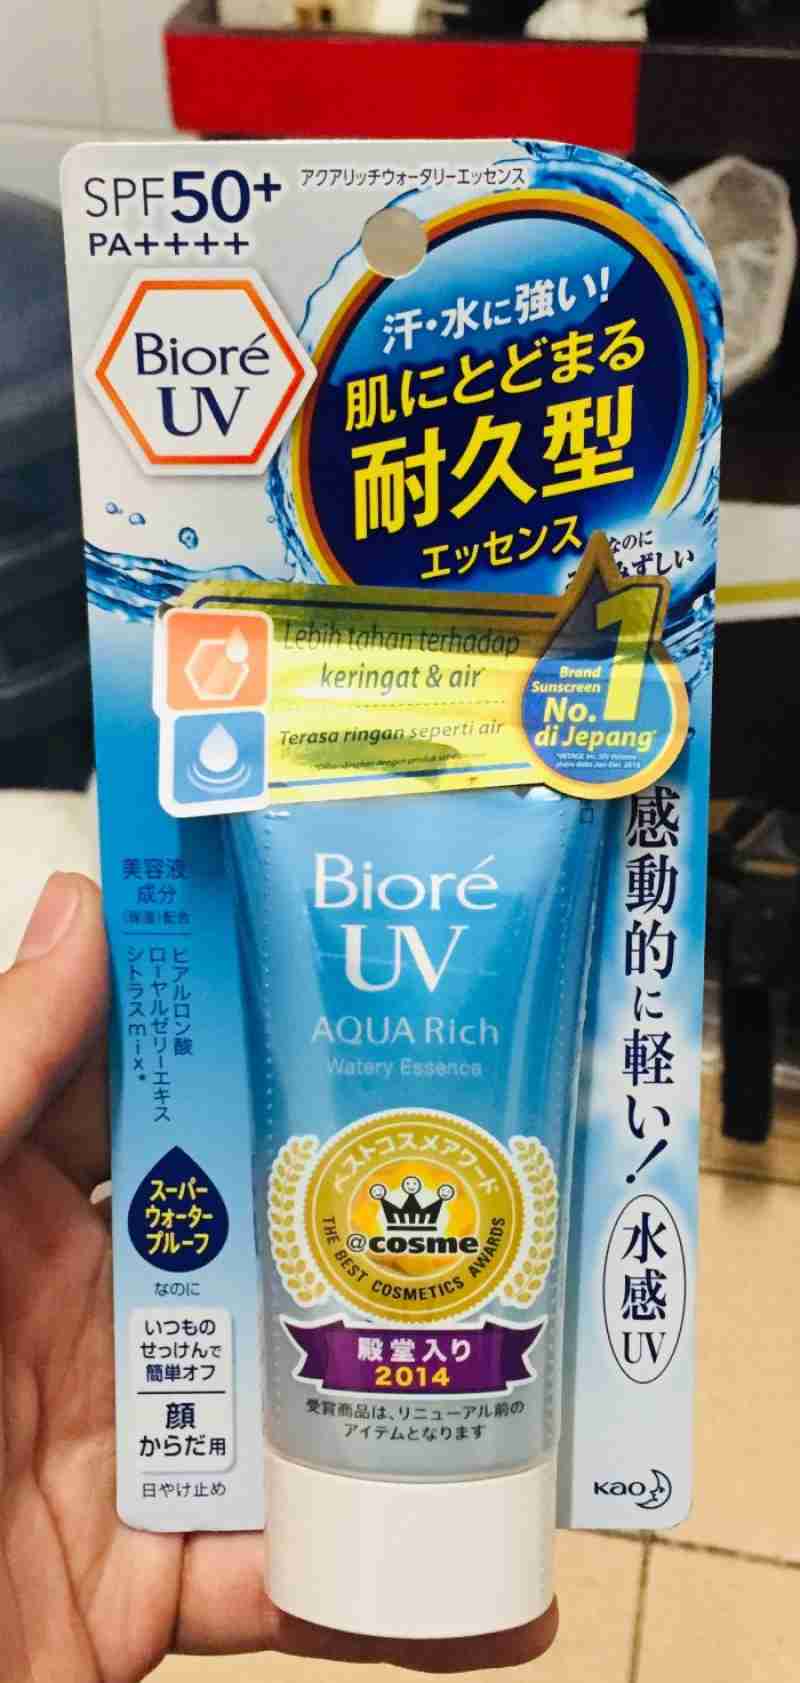 SPF50+
PA++++
アクアリッチウォータリーエッセンス
Bioré
UV
汗・水に強い!
肌にとどまる
耐久型
エッセンス
なのに
みずしい
Lebih tahan terhadap
keringat & air
Terasa ringan seperti air
1
Brand
Sunscreen
No.
di Jepang
感動的に軽い!
水感
UV
美容液
成分
(保湿)配合
ヒアルロン酸
ローヤルゼリーエキス
シトラスmix*
スーパー
ウォーター
プルーフ
なのに
いつもの
せっけんで
簡単オフ
顔
からだ用
日やけ止め
Bioré
UV
AQUA Rich
Watery Essence
ベストコスメアワード
@cosme
THE BEST COSMETICS AWARDS
殿堂入り
2014
受賞商品は、リニューアル前の
アイテムとなります
Kao